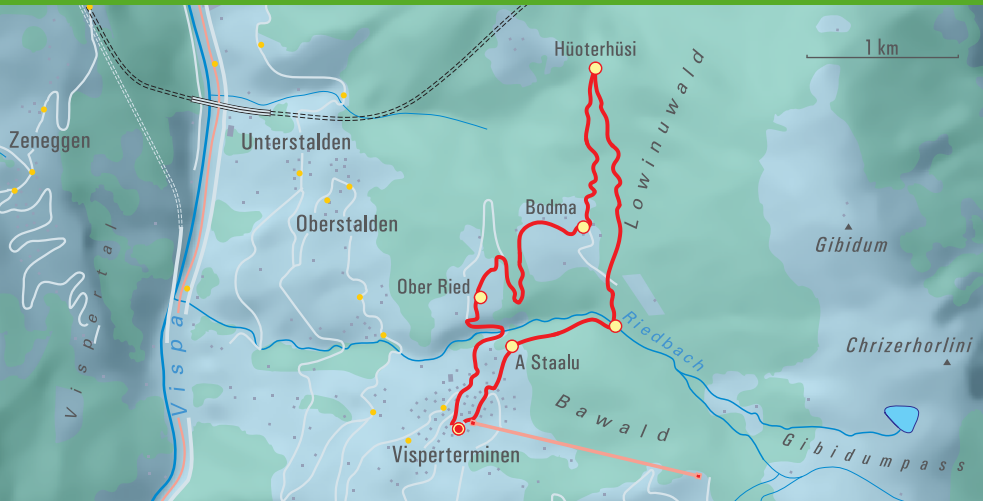 Hüoterhüsi
1 km
Lowinuwald
Zeneggen
Unterstalden
Bodma
Oberstalden
Gibidum
Ober Ried
Vispertal
Vispa
Riedbach
Chrizerhorlini
A Staalu
Bawald
Visperterminen
Gibidumpass